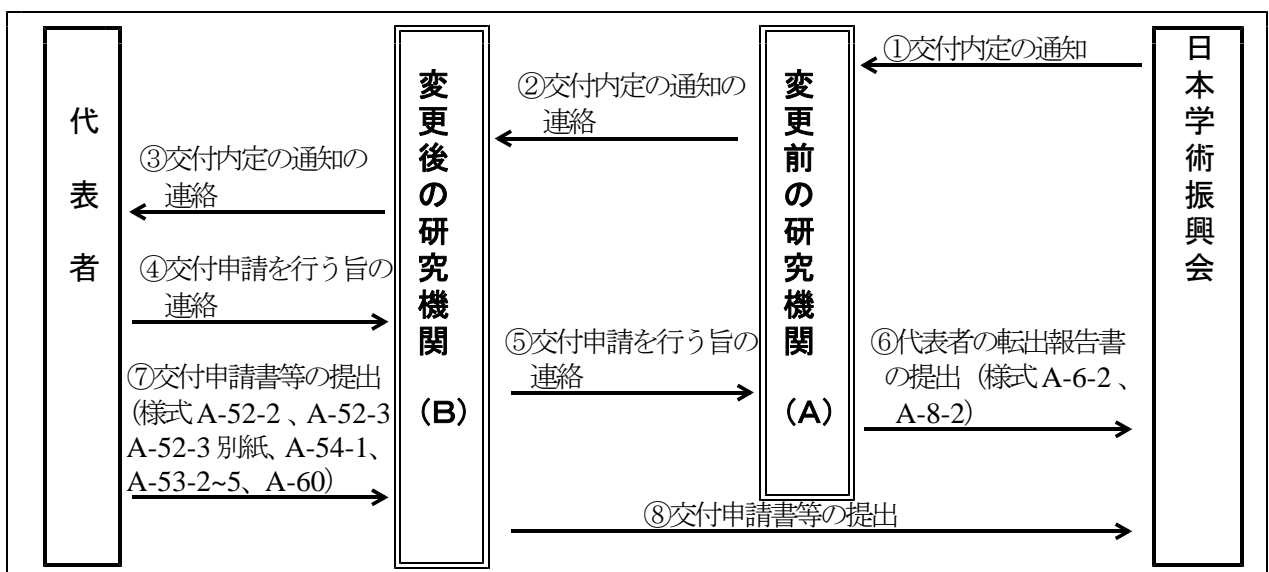 代表者
変更後の研究機関(B)
変更前の研究機関(A)
日本学術振興会
①交付内定の通知
②交付内定の通知の
連絡
③交付内定の通知の
連絡
④交付申請を行う旨の
連絡
⑤交付申請を行う旨の
連絡
⑥代表者の転出報告書
の提出（様式A-6-2、
A-8-2）
⑦交付申請書等の提出
（様式A-52-2、A-52-3
A-52-3別紙、A-54-1、
A-53-2~5、A-60）
⑧交付申請書等の提出